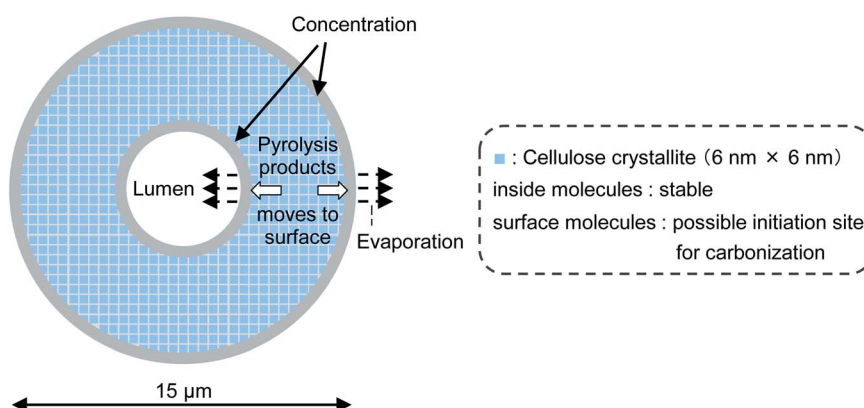 Concentration
Pyrolysis
products
Lumen
moves to
surface
Evaporation
15 μm
: Cellulose crystallite (6 nm × 6 nm)
inside molecules : stable
surface molecules : possible initiation site
for carbonization